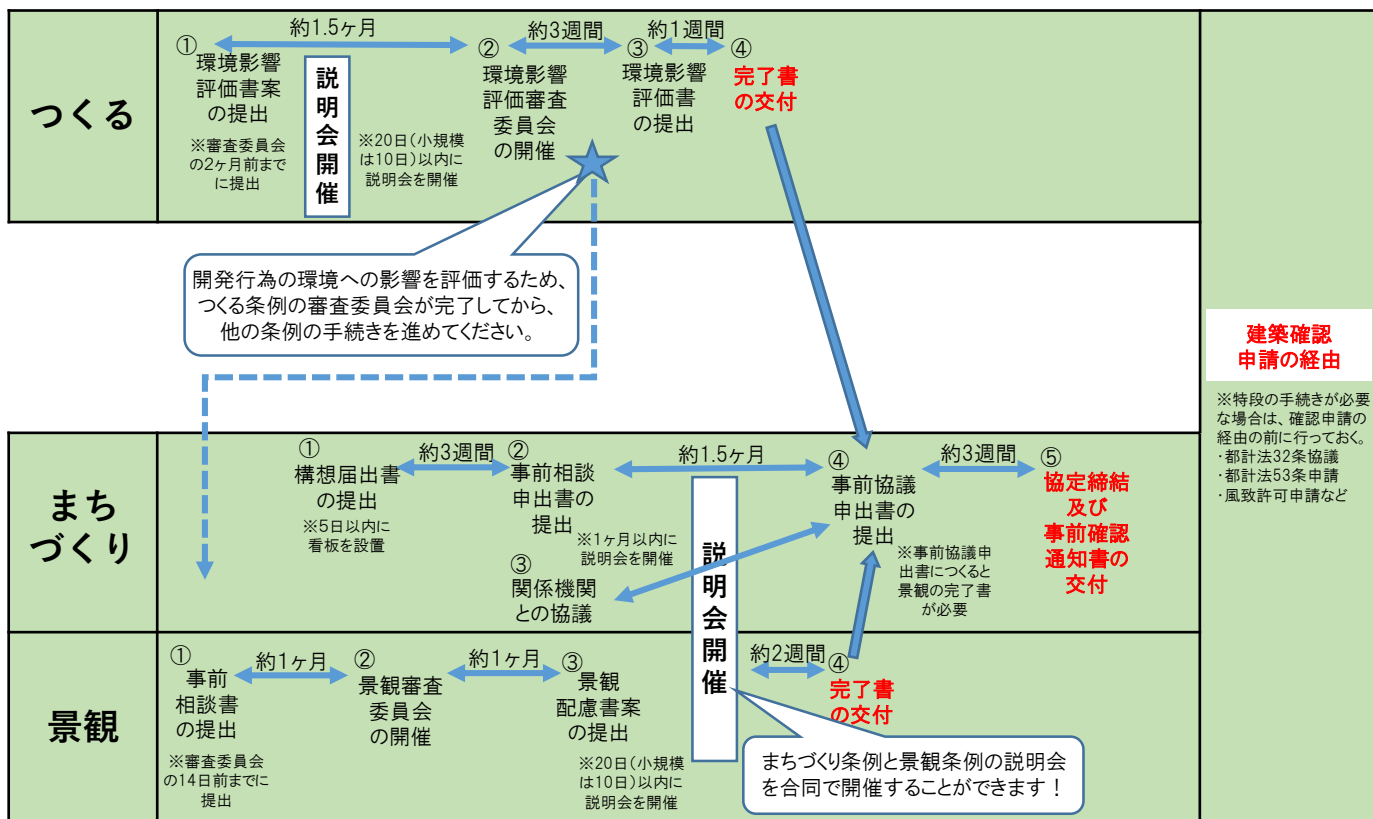 つくる
約1.5ヶ月
①
環境影響
評価書案
の提出
※審査委員会
の2ヶ月前まで
に提出
説明会開催
※20日(小規模
は10日)以内に
説明会を開催
約3週間
②
環境影響
評価審査
委員会
の開催
約1週間
③
環境影響
評価書
の提出
④
完了書
の交付
開発行為の環境への影響を評価するため、
つくる条例の審査委員会が完了してから、
他の条例の手続きを進めてください。
建築確認
申請の経由
※特段の手続きが必要
な場合は、確認申請の
経由の前に行っておく。
・都計法32条協議
・都計法53条申請
・風致許可申請など
まち
づくり
①
構想届出書
の提出
※5日以内に
看板を設置
約3週間
②
事前相談
申出書の
提出
※1ヶ月以内に
説明会を開催
③
関係機関
との協議
約1.5ヶ月
説明会開催
④
事前協議
申出書の
提出
※事前協議申
出書につくると
景観の完了書
が必要
約3週間
⑤
協定締結
及び
事前確認
通知書の
交付
景観
①
事前
相談書
の提出
※審査委員会
の14日前までに
提出
約1ヶ月
②
景観審査
委員会
の開催
約1ヶ月
③
景観
配慮書案
の提出
※20日(小規模
は10日)以内に
説明会を開催
約2週間
④
完了書
の交付
まちづくり条例と景観条例の説明会
を合同で開催することができます！